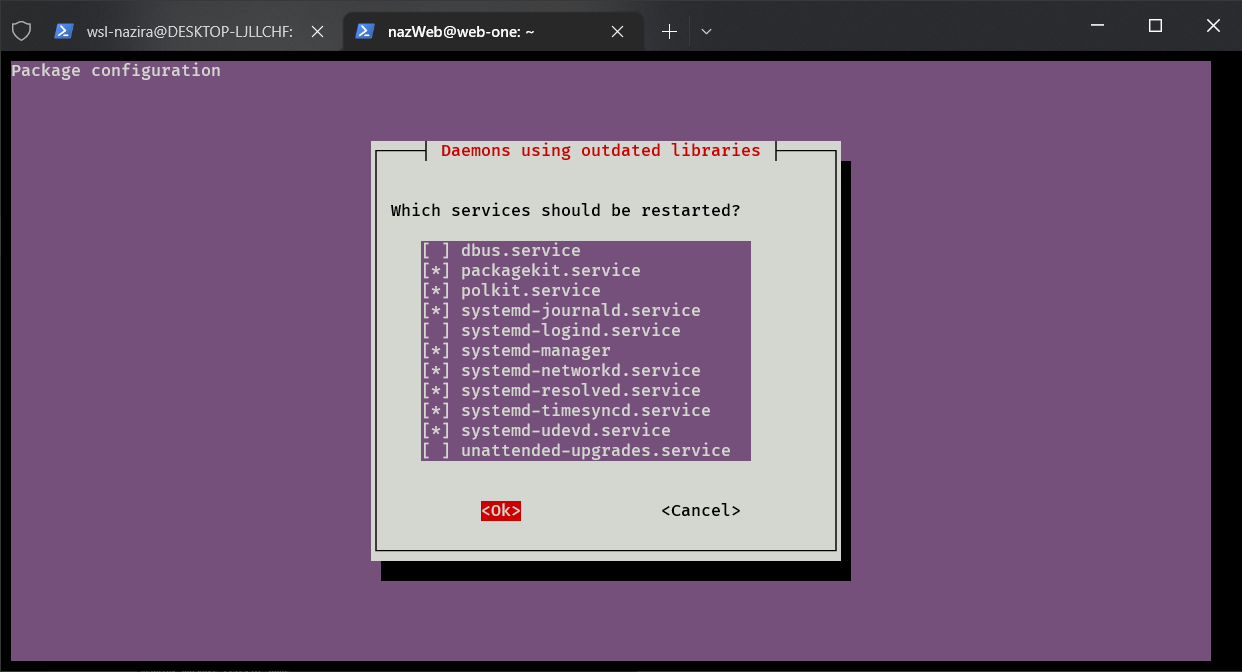 wsl-nazira@DESKTOP-LJLLCHF:
nazWeb@web-one: ~
Package configuration
Daemons using outdated libraries
Which services should be restarted?
[ ] dbus.service
[*] packagekit.service
[*] polkit.service
[*] systemd-journald.service
[ ] systemd-logind.service
[*] systemd-manager
[*] systemd-networkd.service
[*] systemd-resolved.service
[*] systemd-timesyncd.service
[*] systemd-udevd.service
[ ] unattended-upgrades.service
<Ok> <Cancel>